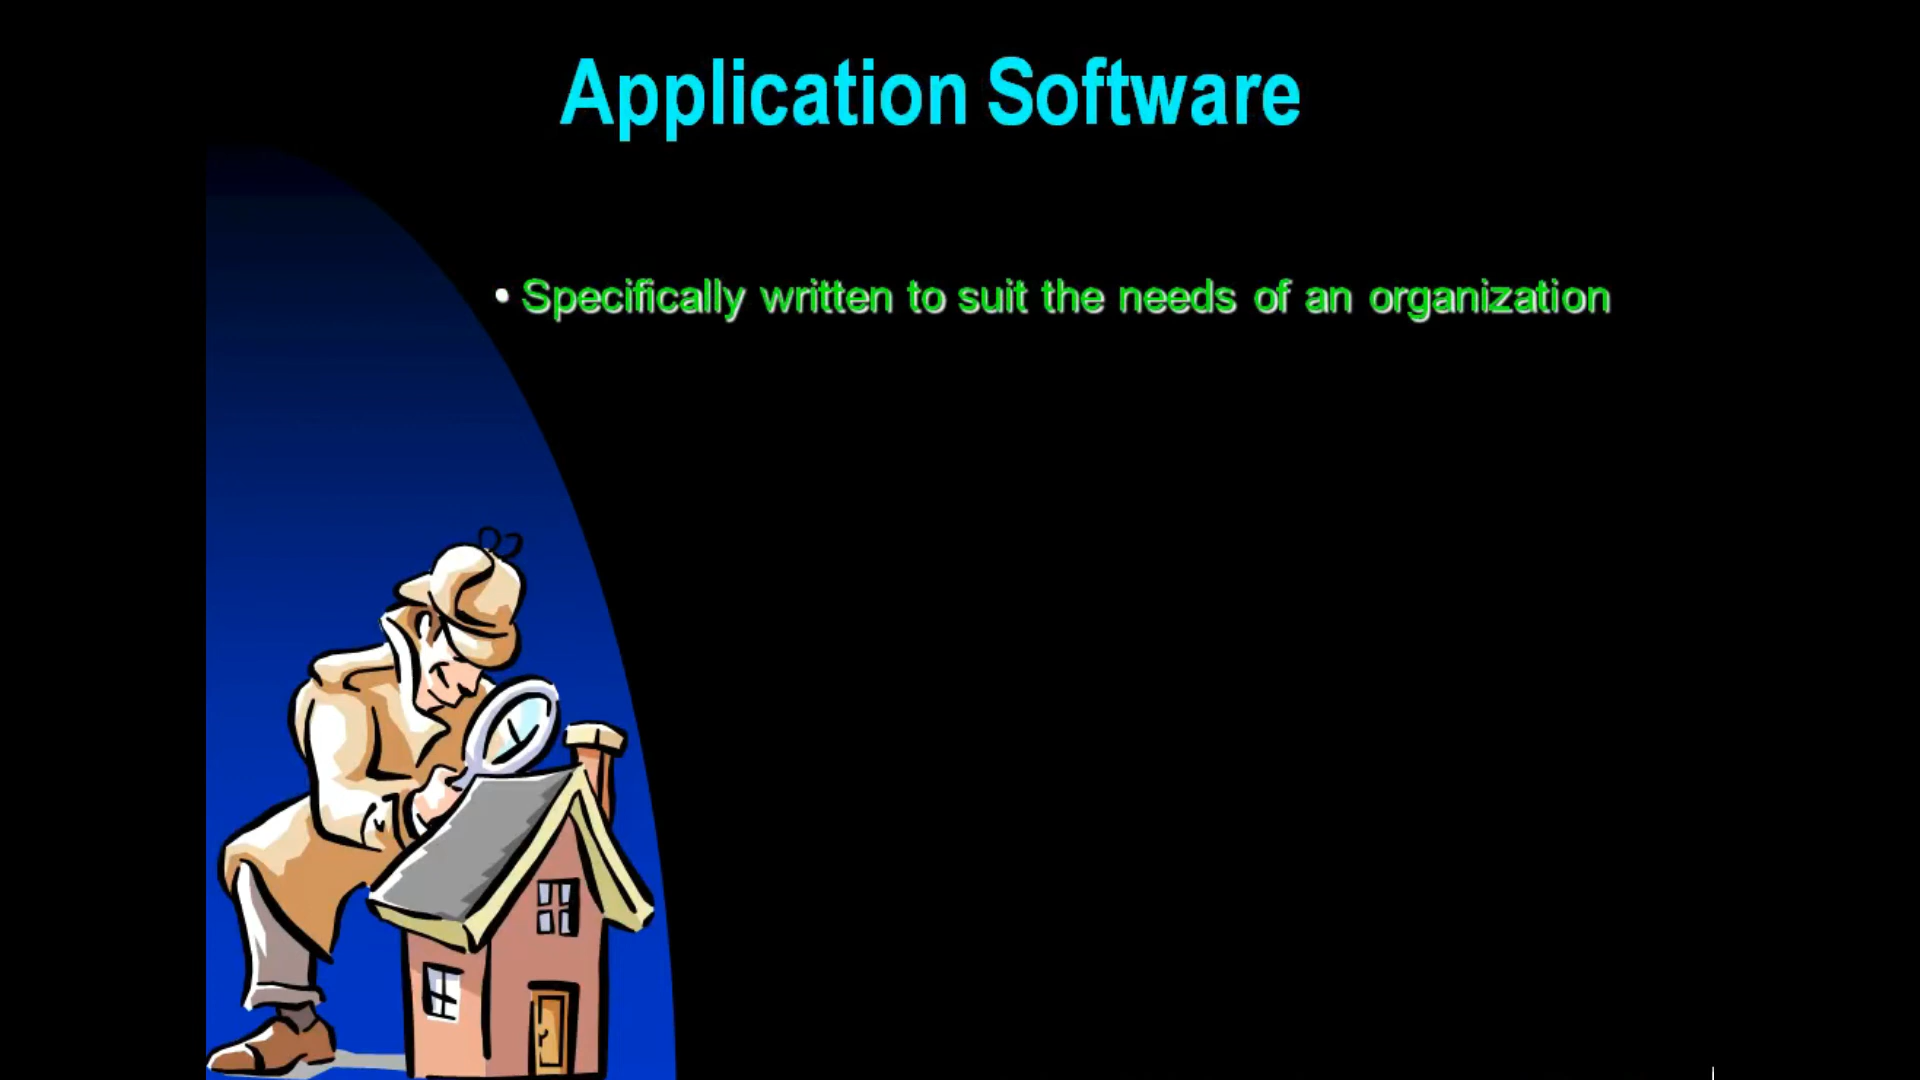 Application Software
• Specifically written to suit the needs of an organization